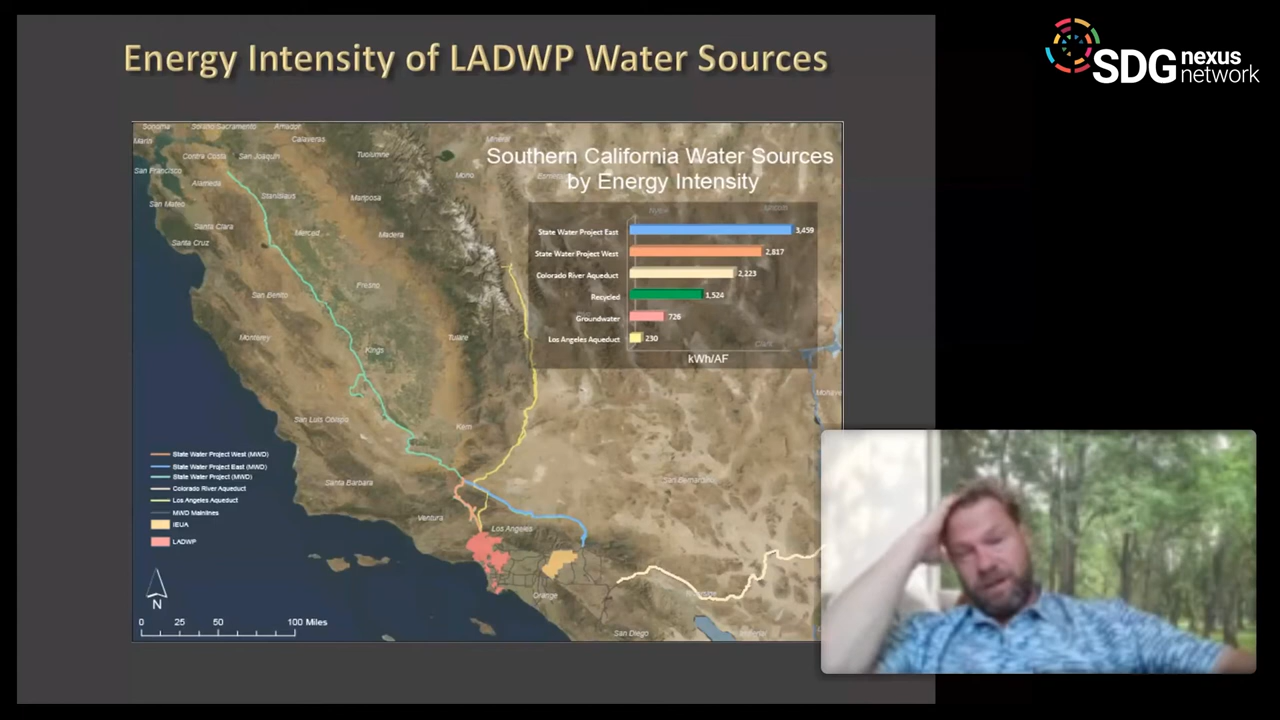 Energy Intensity of LADWP Water Sources
SDG nexus network
Southern California Water Sources
by Energy Intensity
State Water Project East 3,459
State Water Project West 2,817
Colorado River Aqueduct 2,223
Recycled 1,524
Groundwater 726
Los Angeles Aqueduct 230
kWh/AF
Sonoma
Solano Sacramento
Amador
Marin
Calaveras
Contra Costa
San Joaquin
Tuolumne
San Francisco
Alameda
Mono
Stanislaus
Mariposa
San Mateo
Santa Clara
Merced
Madera
Santa Cruz
Fresno
San Benito
Monterey
Kings
Tulare
Clark
Mohave
San Luis Obispo
Kern
Santa Barbara
San Bernardino
Ventura
Los Angeles
Orange
San Diego
Imperial
State Water Project West (MWD)
State Water Project East (MWD)
State Water Project (MWD)
Colorado River Aqueduct
Los Angeles Aqueduct
MWD Mainlines
IEUA
LADWP
N
0 25 50 100 Miles